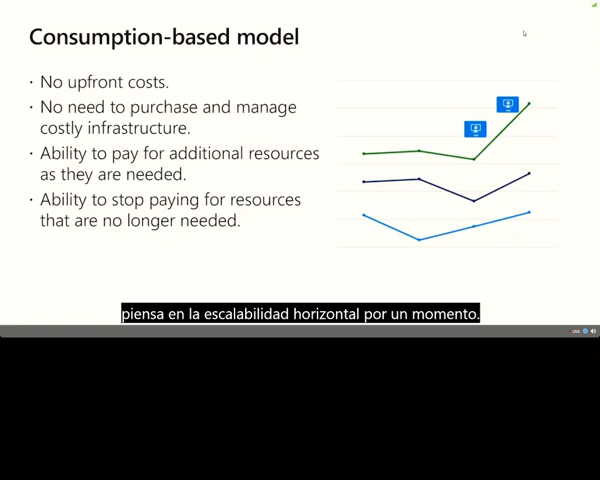 Consumption-based model
· No upfront costs.
· No need to purchase and manage
costly infrastructure.
· Ability to pay for additional resources
as they are needed.
· Ability to stop paying for resources
that are no longer needed.
piensa en la escalabilidad horizontal por un momento.
LIVE